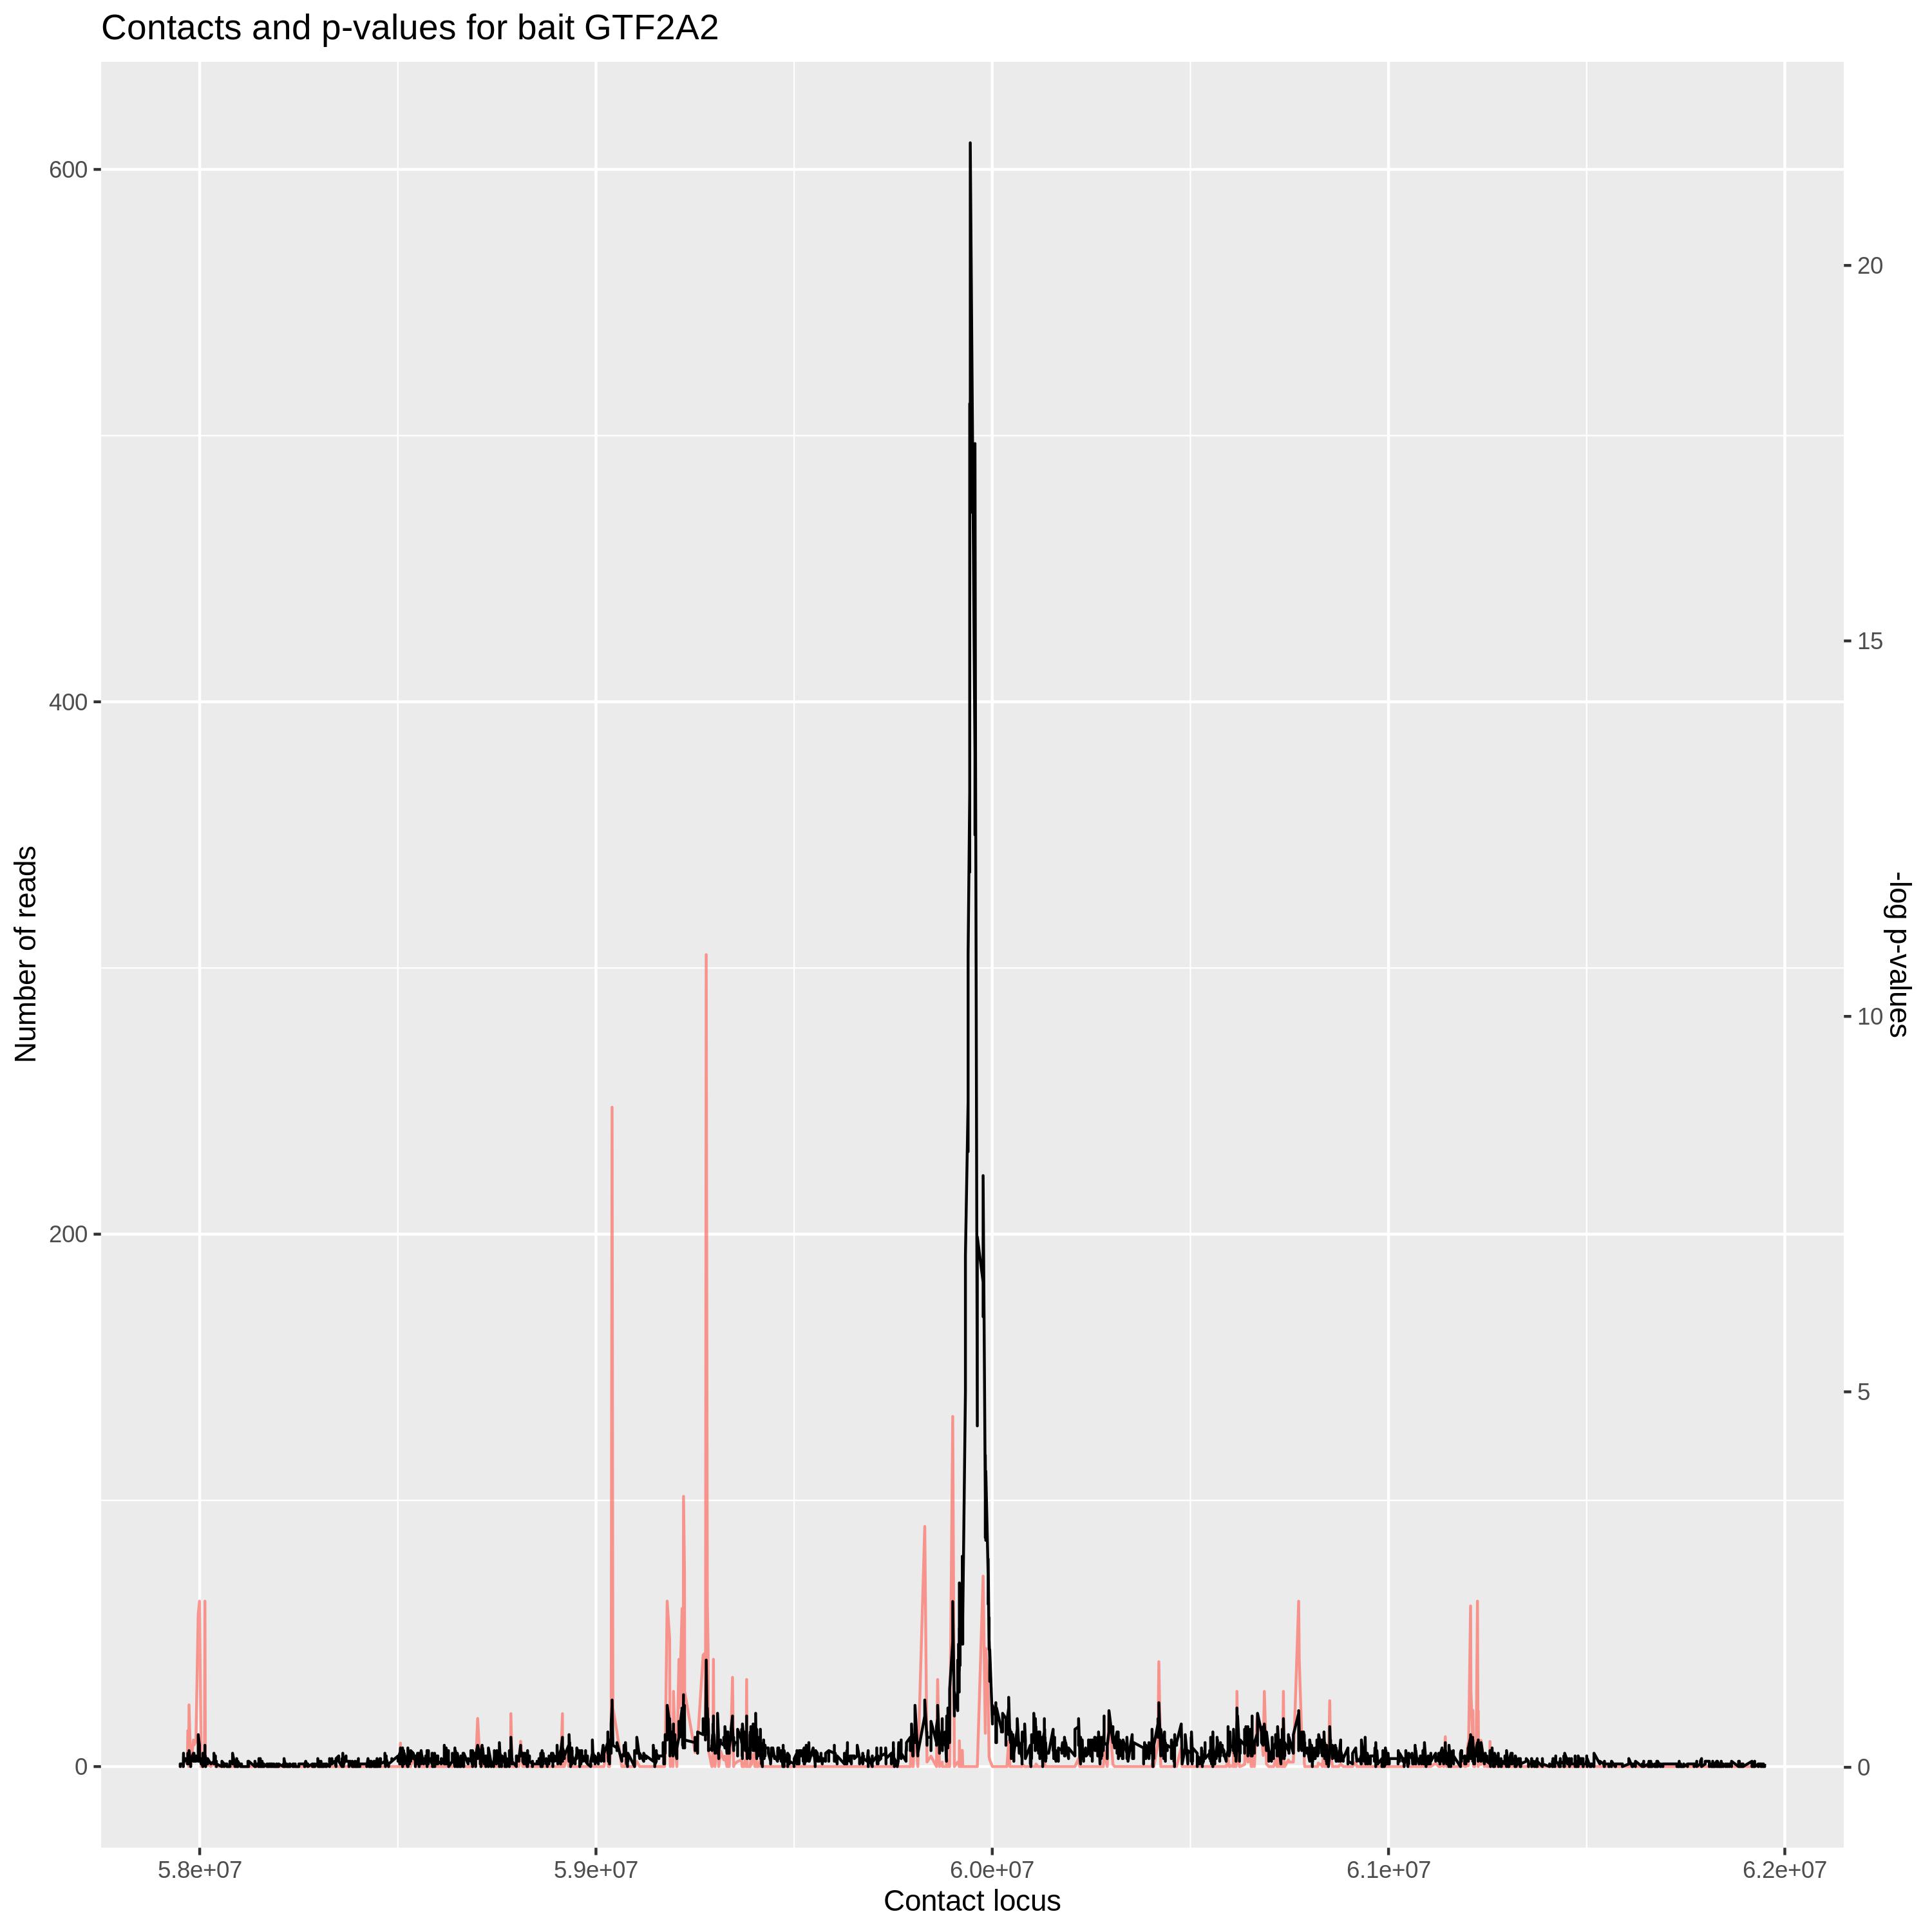 Contacts and p-values for bait GTF2A2
600
400
200
0
Number of reads
20
15
10
5
0
-log p-values
5.8e+07
5.9e+07
6.0e+07
6.1e+07
6.2e+07
Contact locus